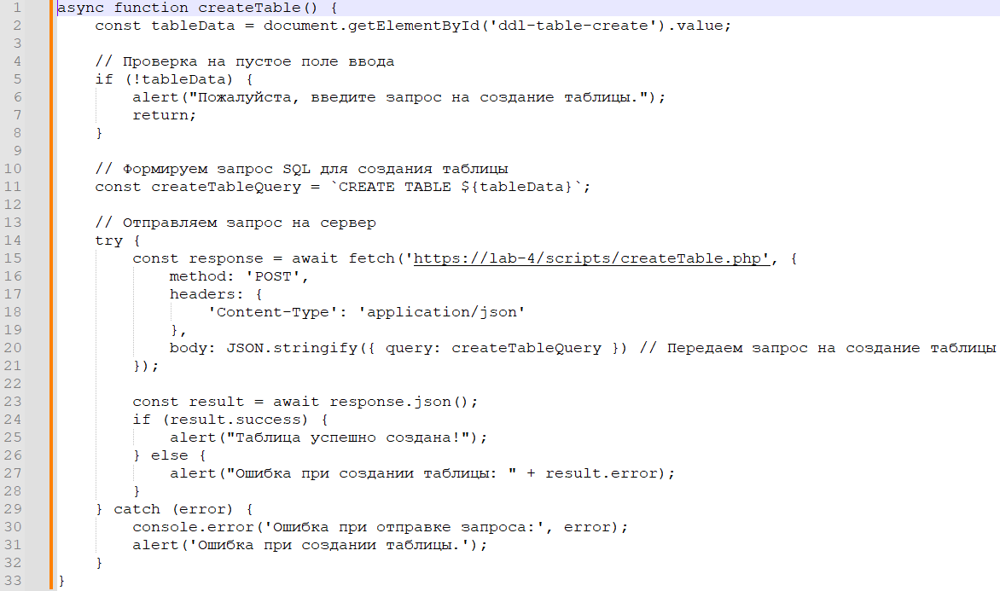 1 async function createTable() {
2     const tableData = document.getElementById('ddl-table-create').value;
3
4     // Проверка на пустое поле ввода
5     if (!tableData) {
6         alert("Пожалуйста, введите запрос на создание таблицы.");
7         return;
8     }
9
10     // Формируем запрос SQL для создания таблицы
11     const createTableQuery = `CREATE TABLE ${tableData}`;
12
13     // Отправляем запрос на сервер
14     try {
15         const response = await fetch('https://lab-4/scripts/createTable.php', {
16             method: 'POST',
17             headers: {
18                 'Content-Type': 'application/json'
19             },
20             body: JSON.stringify({ query: createTableQuery }) // Передаем запрос на создание таблицы
21         });
22
23         const result = await response.json();
24         if (result.success) {
25             alert("Таблица успешно создана!");
26         } else {
27             alert("Ошибка при создании таблицы: " + result.error);
28         }
29     } catch (error) {
30         console.error('Ошибка при отправке запроса:', error);
31         alert('Ошибка при создании таблицы.');
32     }
33 }